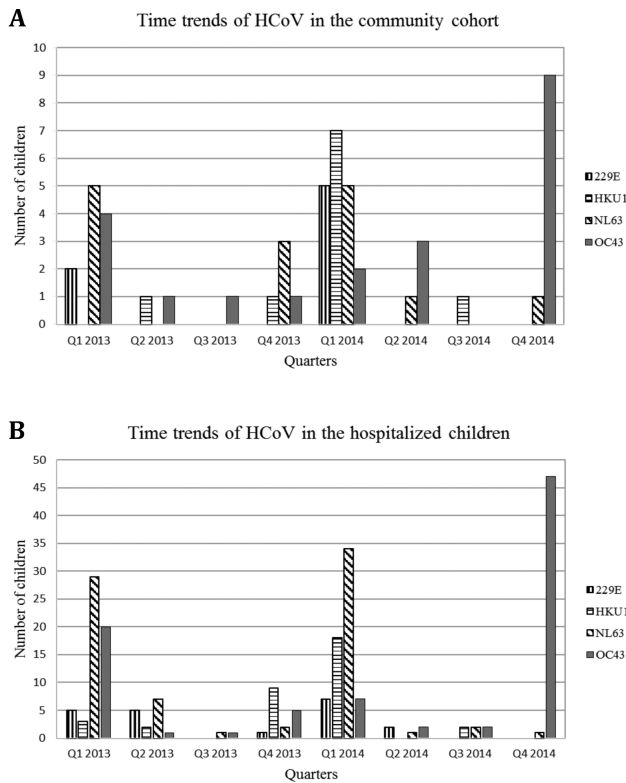 A
Time trends of HCoV in the community cohort
10
9
8
7
6
5
4
3
2
1
0
Number of children
Q1 2013 Q2 2013 Q3 2013 Q4 2013 Q1 2014 Q2 2014 Q3 2014 Q4 2014
Quarters
229E
HKU1
NL63
OC43
B
Time trends of HCoV in the hospitalized children
50
45
40
35
30
25
20
15
10
5
0
Number of children
Q1 2013 Q2 2013 Q3 2013 Q4 2013 Q1 2014 Q2 2014 Q3 2014 Q4 2014
Quarters
229E
HKU1
NL63
OC43